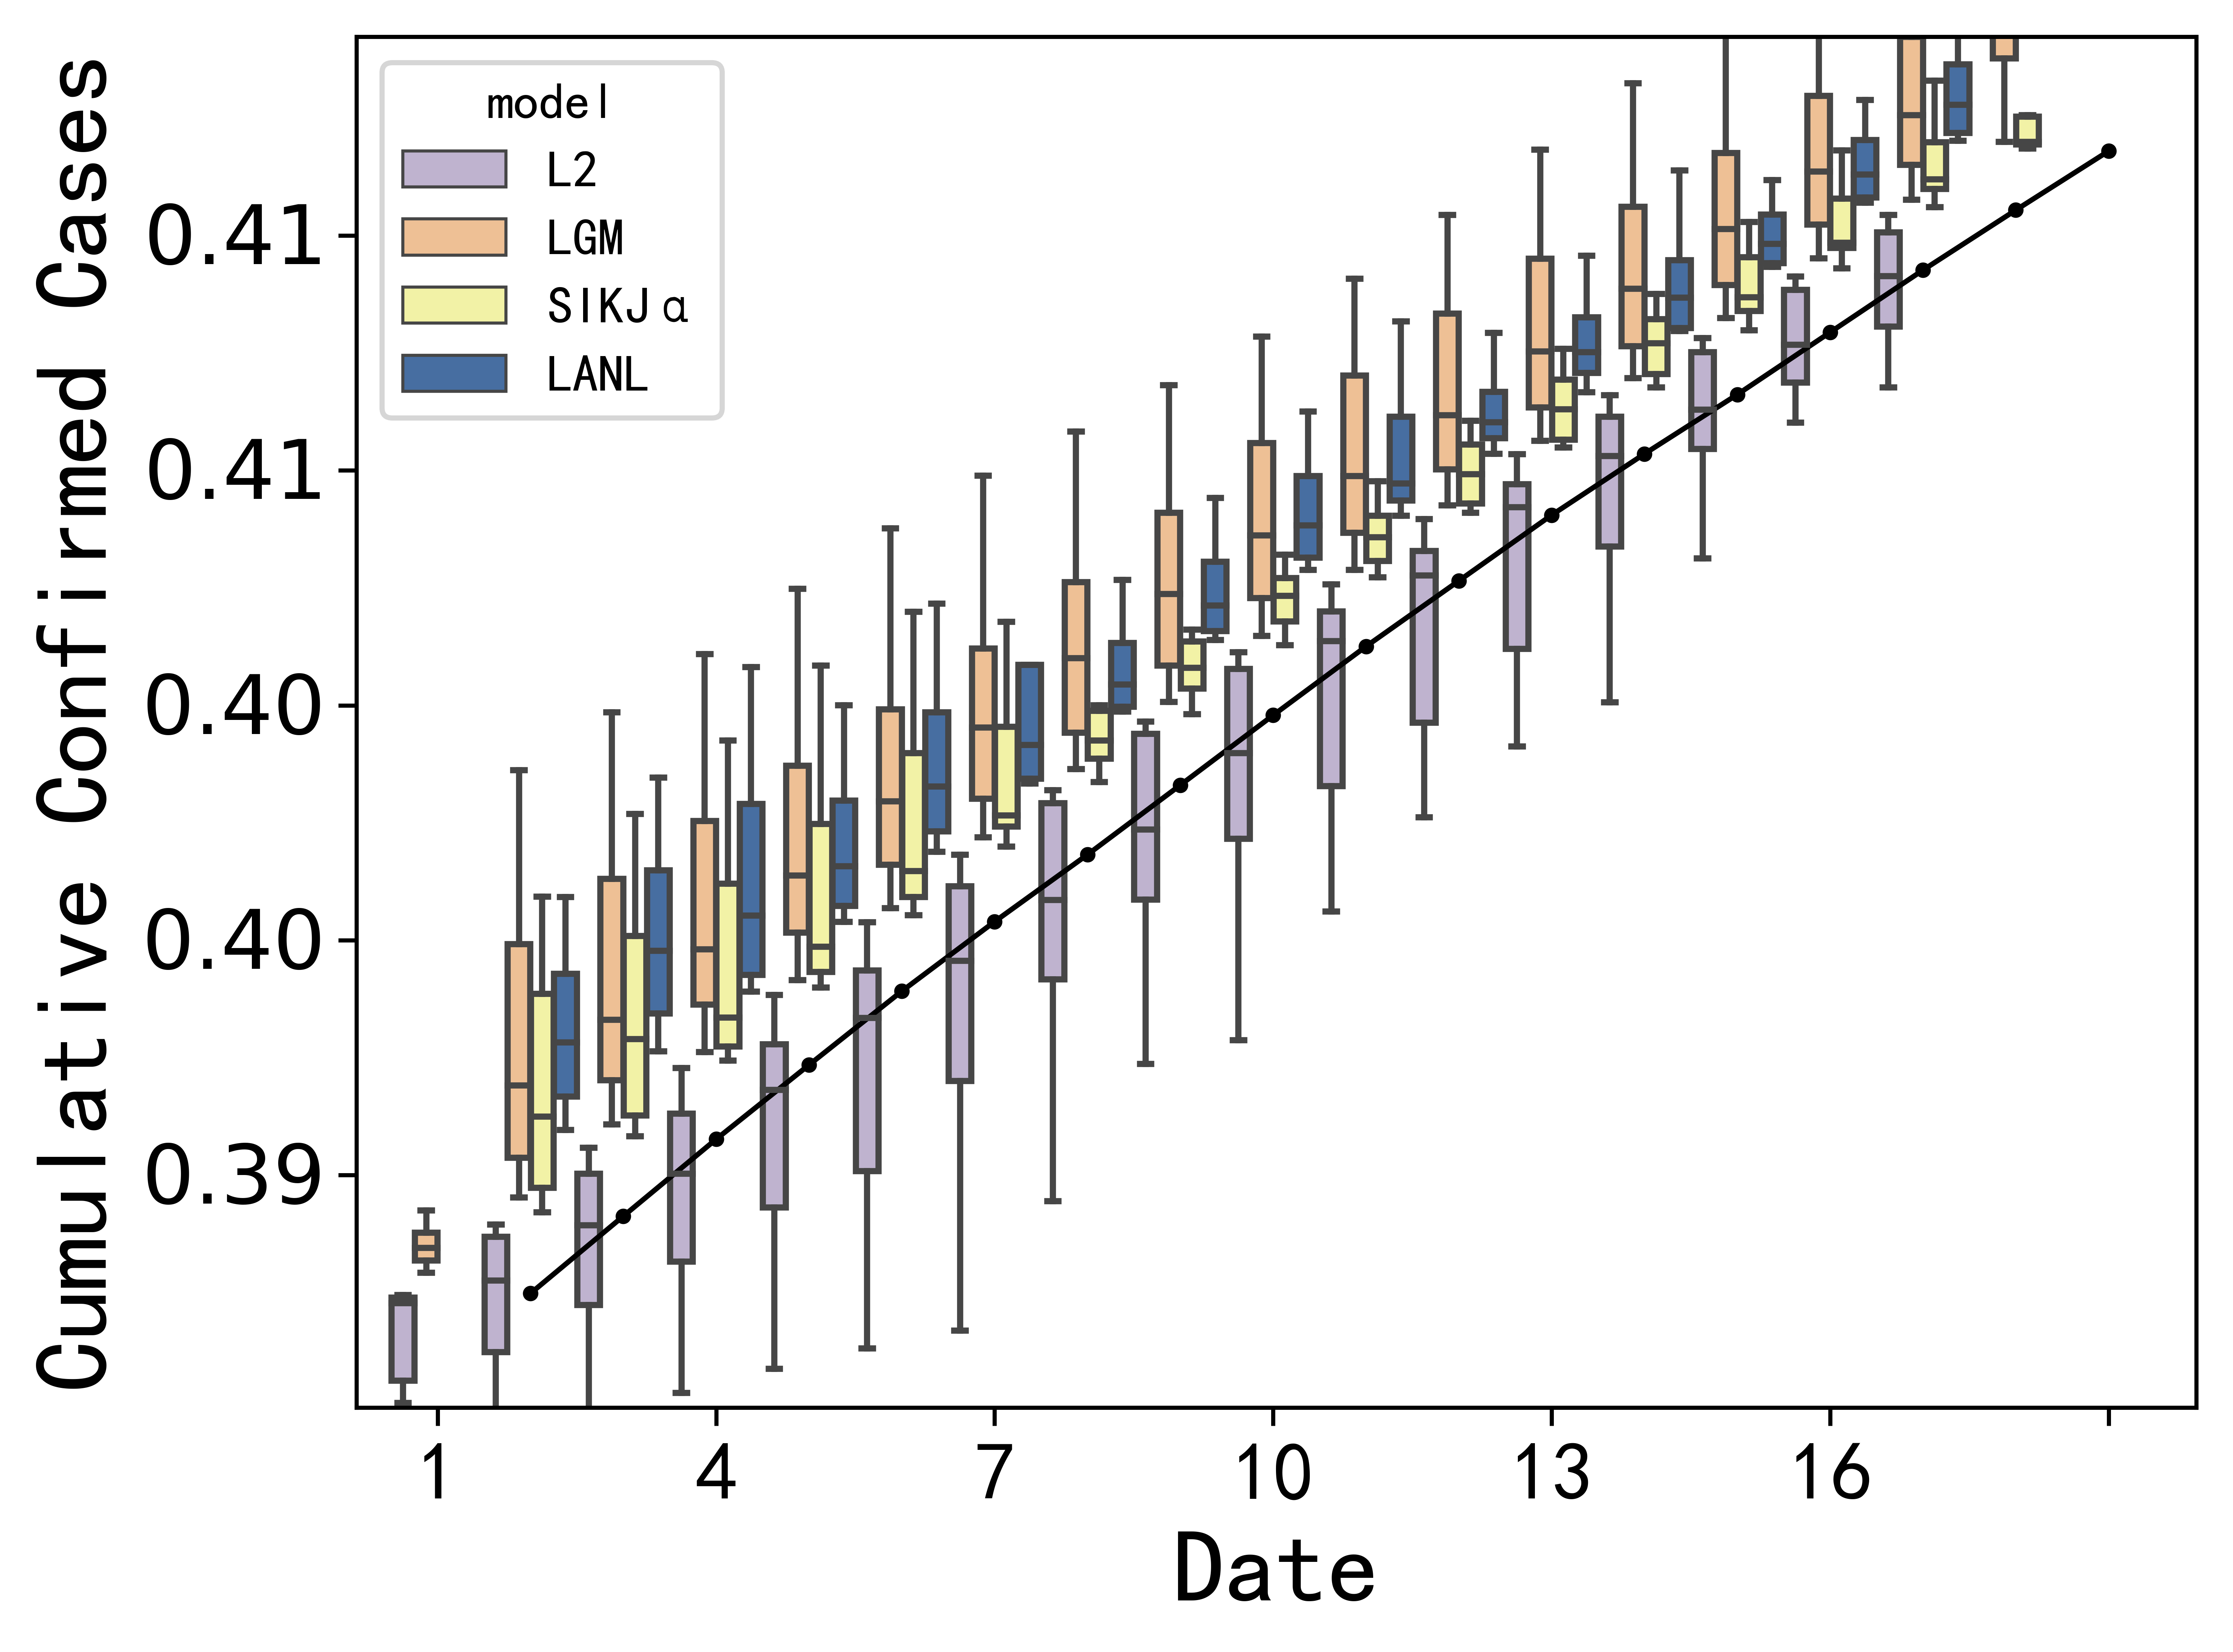 Cumulative Confirmed Cases
0.41
0.41
0.40
0.40
0.39
model
L2
LGM
SIKJα
LANL
1 4 7 10 13 16
Date